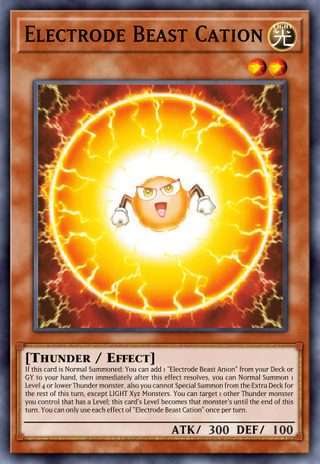 Electrode Beast Cation
LIGHT
光
[Thunder / Effect]
If this card is Normal Summoned: You can add 1 "Electrode Beast Anion" from your Deck or
GY to your hand, then immediately after this effect resolves, you can Normal Summon 1
Level 4 or lower Thunder monster, also you cannot Special Summon from the Extra Deck for
the rest of this turn, except LIGHT Xyz Monsters. You can target 1 other Thunder monster
you control that has a Level; this card's Level becomes that monster's until the end of this
turn. You can only use each effect of "Electrode Beast Cation" once per turn.
ATK/ 300 DEF/ 100